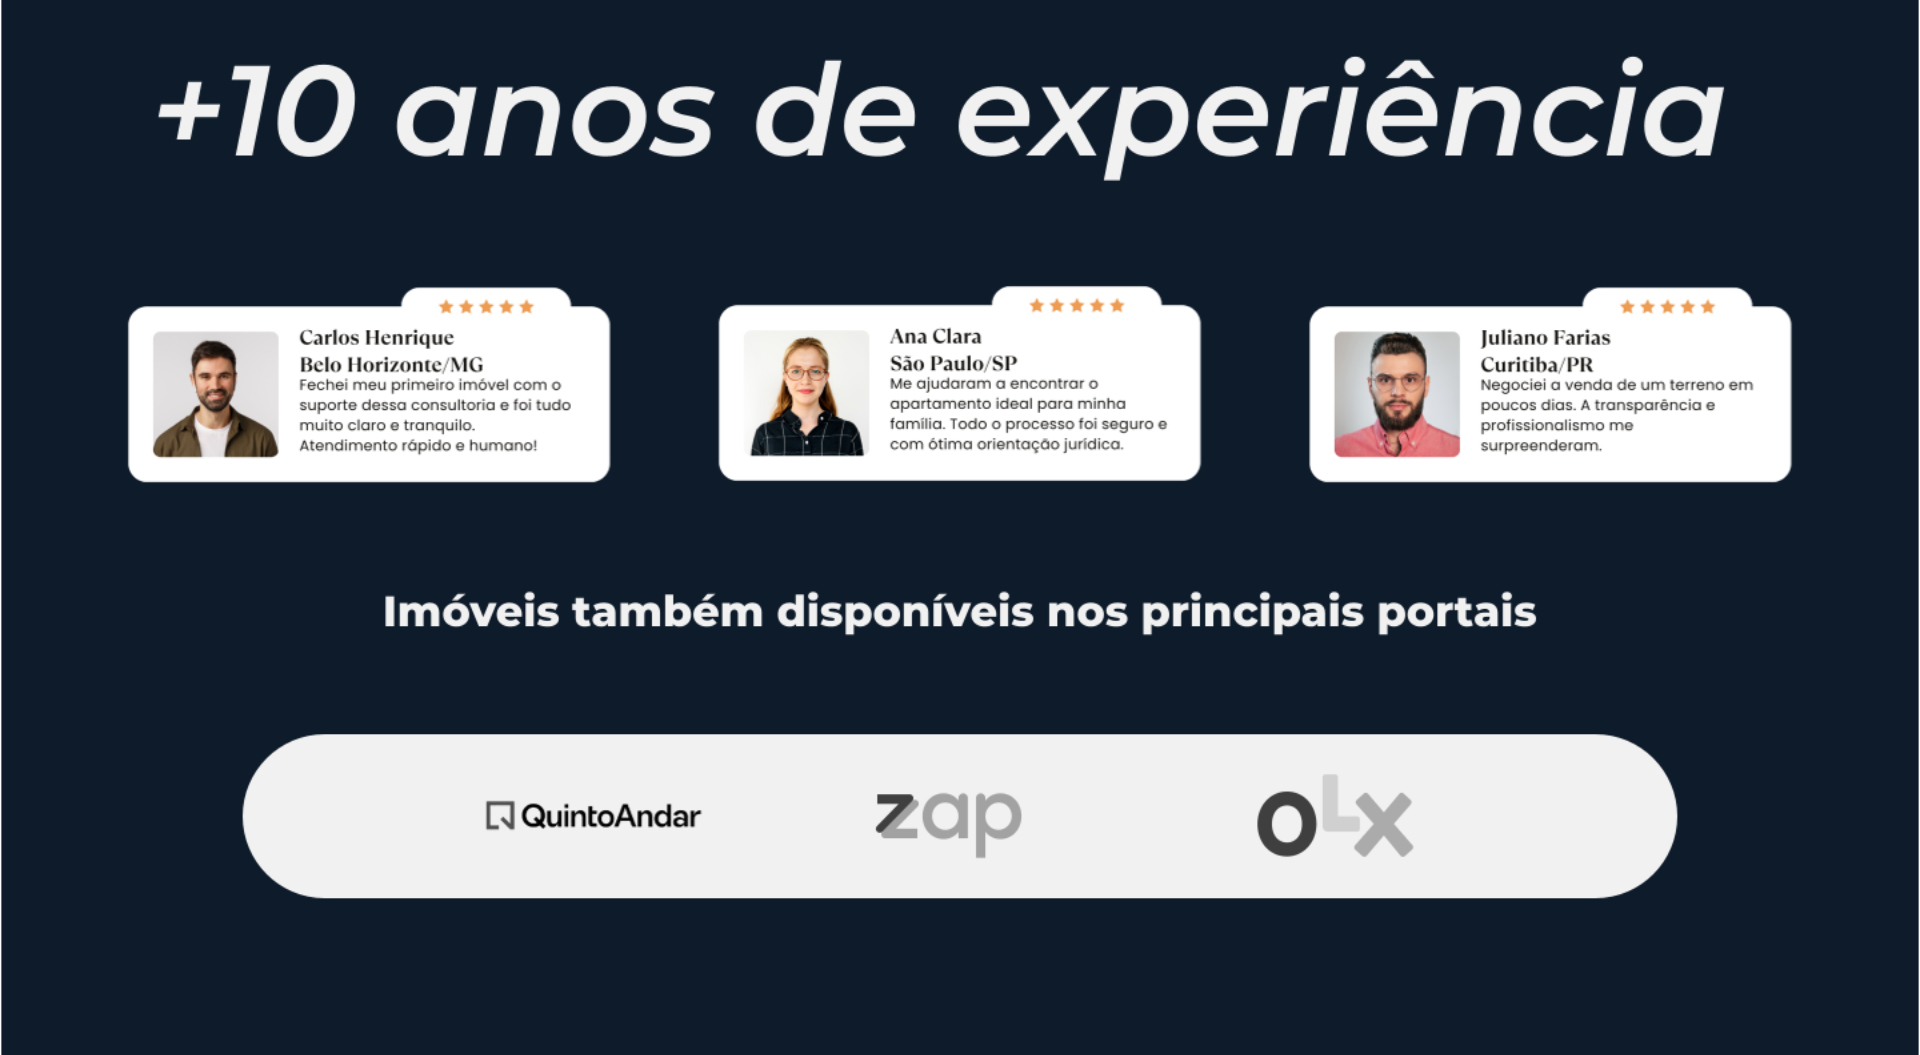 +10 anos de experiência
Carlos Henrique
Belo Horizonte/MG
Fechei meu primeiro imóvel com o
suporte dessa consultoria e foi tudo
muito claro e tranquilo.
Atendimento rápido e humano!
Ana Clara
São Paulo/SP
Me ajudaram a encontrar o
apartamento ideal para minha
família. Todo o processo foi seguro e
com ótima orientação jurídica.
Juliano Farias
Curitiba/PR
Negociei a venda de um terreno em
poucos dias. A transparência e
profissionalismo me
surpreenderam.
Imóveis também disponíveis nos principais portais
QuintoAndar
zap
OLX